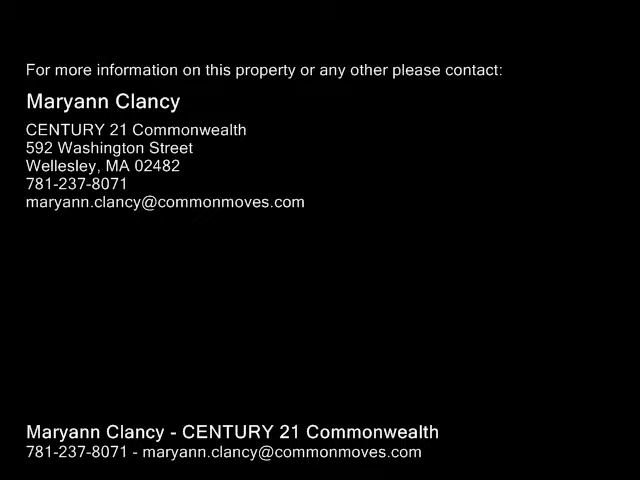 For more information on this property or any other please contact:
Maryann Clancy
CENTURY 21 Commonwealth
592 Washington Street
Wellesley, MA 02482
781-237-8071
maryann.clancy@commonmoves.com
Maryann Clancy - CENTURY 21 Commonwealth
781-237-8071 - maryann.clancy@commonmoves.com